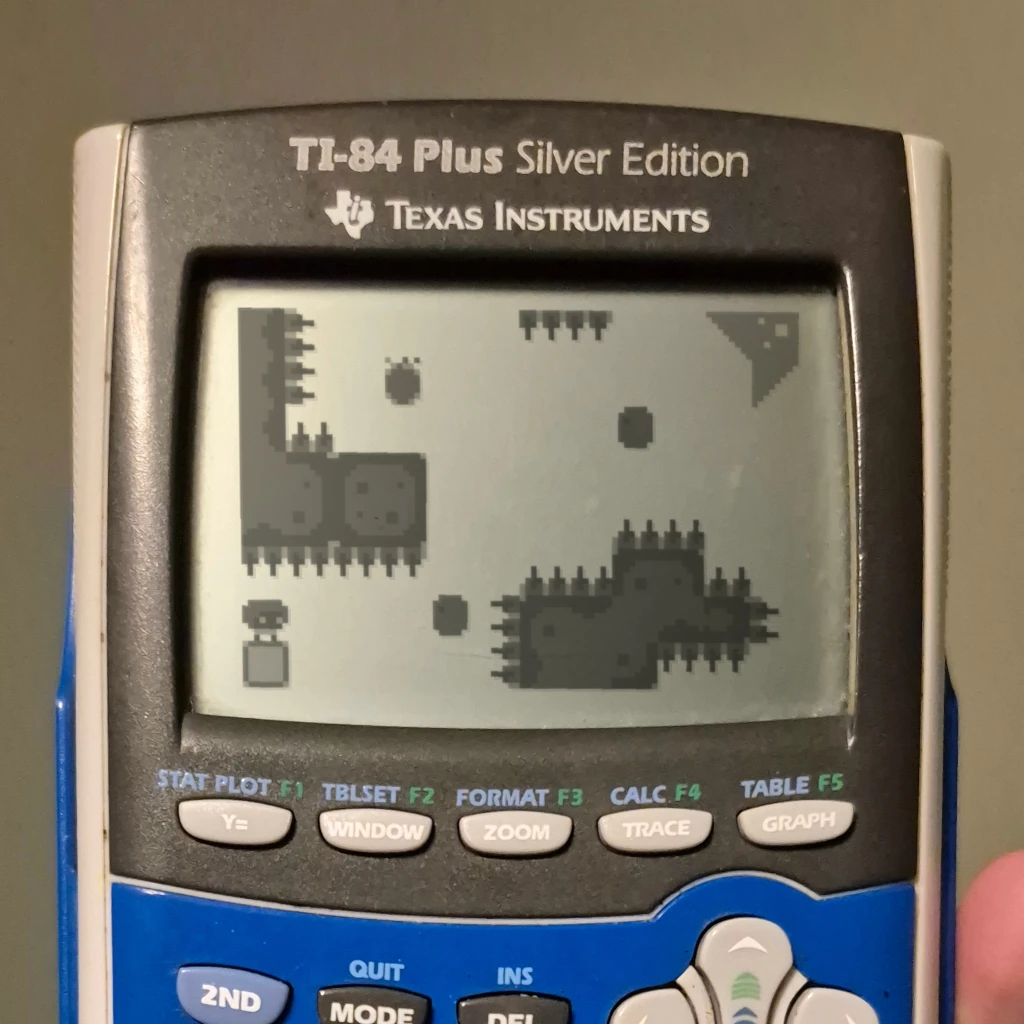 TI-84 Plus Silver Edition
TEXAS INSTRUMENTS
STAT PLOT F1 TBLSET F2 FORMAT F3 CALC F4 TABLE F5
Y= WINDOW ZOOM TRACE GRAPH
QUIT INS
2ND MODE DEL